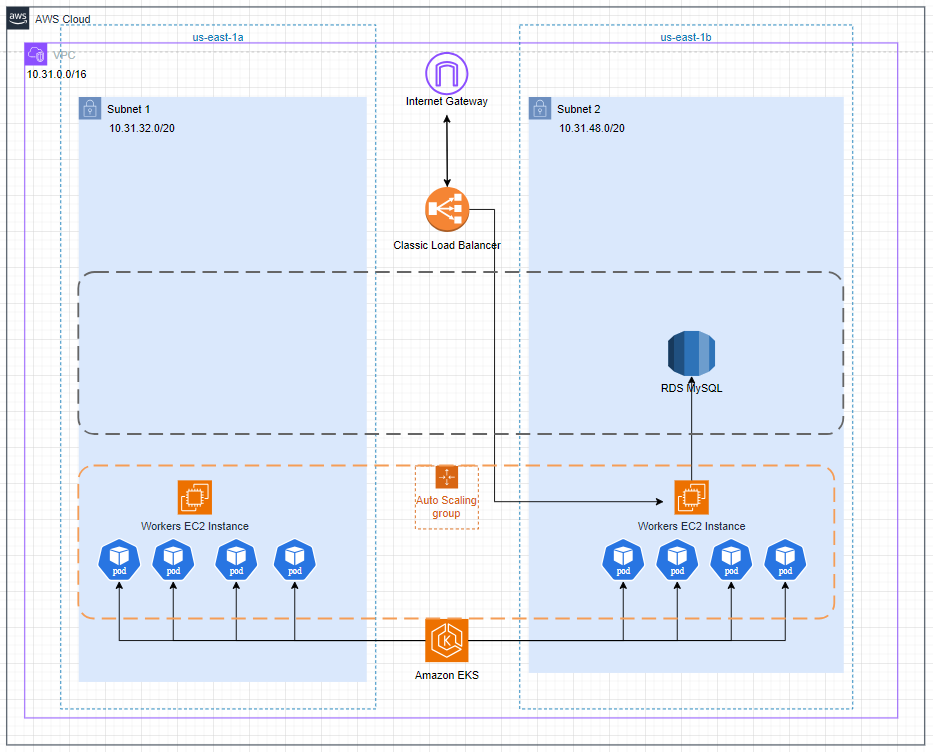 aws
AWS Cloud
us-east-1a
us-east-1b
VPC
10.31.0.0/16
Internet Gateway
Subnet 1
10.31.32.0/20
Subnet 2
10.31.48.0/20
Classic Load Balancer
RDS MySQL
Auto Scaling
group
Workers EC2 Instance
Workers EC2 Instance
pod
pod
pod
pod
pod
pod
pod
pod
K
Amazon EKS